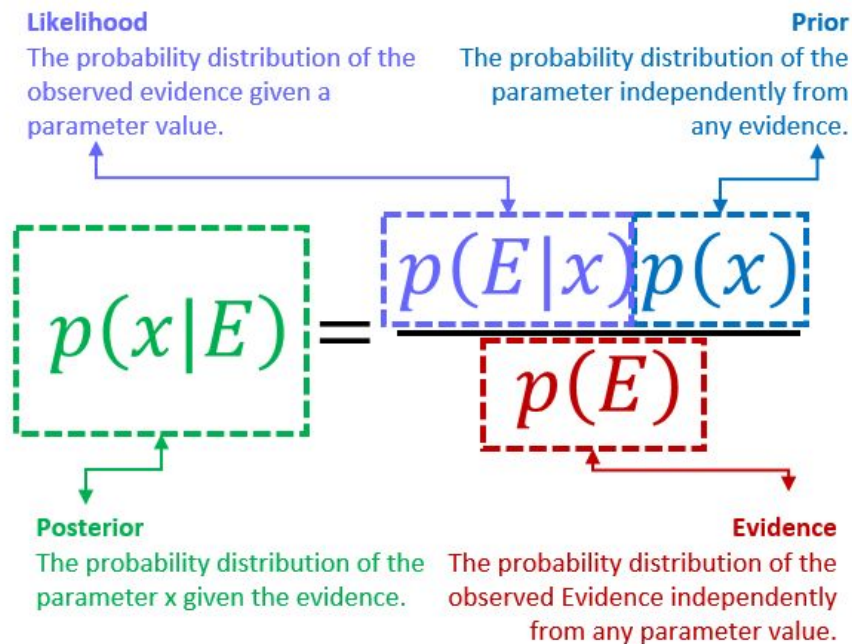 Likelihood
The probability distribution of the
observed evidence given a
parameter value.
Prior
The probability distribution of the
parameter independently from
any evidence.
p(E|x) p(x)
p(x|E) =
p(E)
Posterior
The probability distribution of the
parameter x given the evidence.
Evidence
The probability distribution of the
observed Evidence independently
from any parameter value.